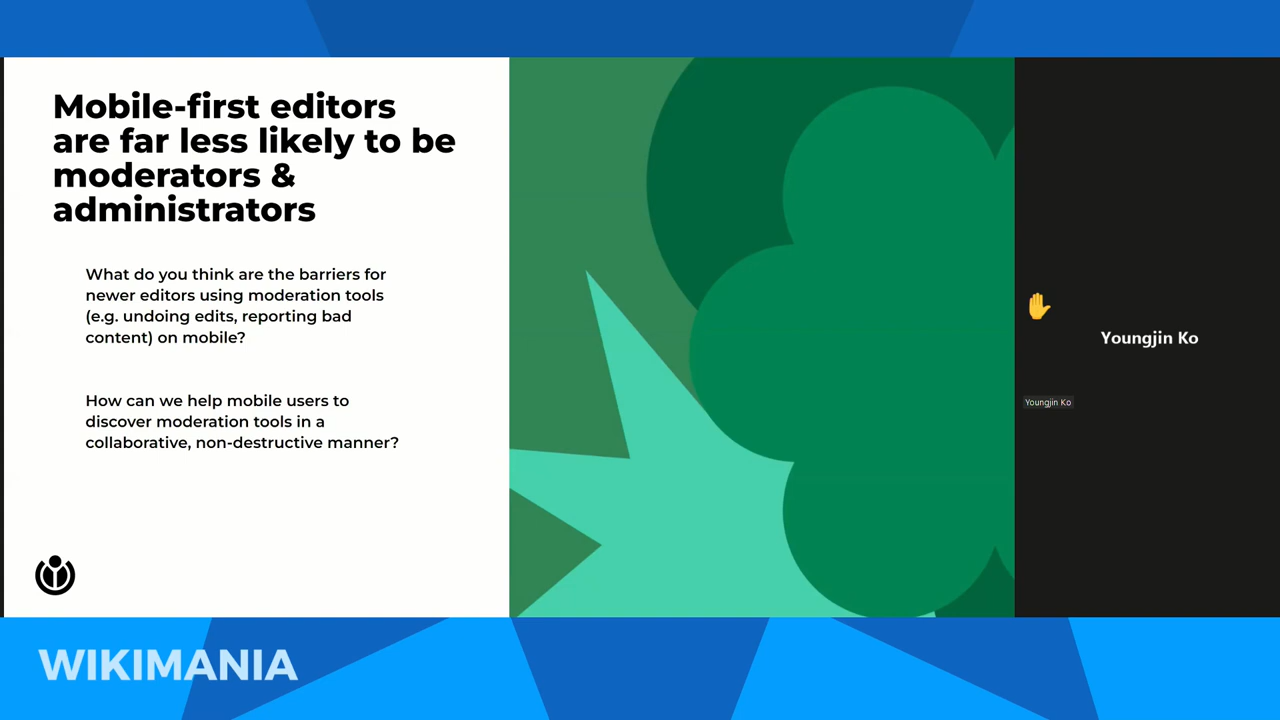 Mobile-first editors
are far less likely to be
moderators &
administrators
What do you think are the barriers for
newer editors using moderation tools
(e.g. undoing edits, reporting bad
content) on mobile?
How can we help mobile users to
discover moderation tools in a
collaborative, non-destructive manner?
Youngjin Ko
Youngjin Ko
WIKIMANIA